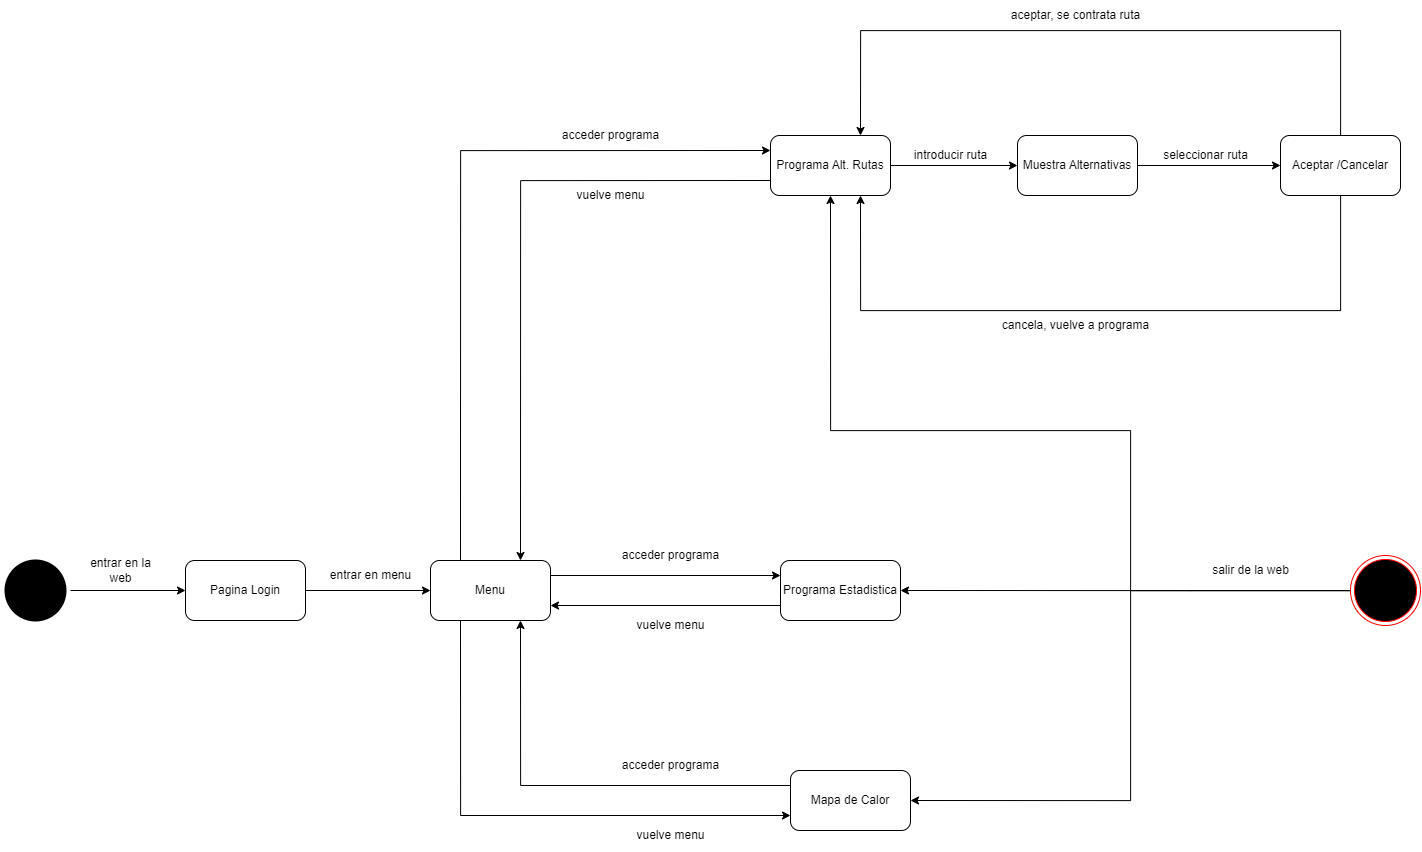 aceptar, se contrata ruta
acceder programa
Programa Alt. Rutas
introducir ruta
Muestra Alternativas
seleccionar ruta
Aceptar /Cancelar
vuelve menu
cancela, vuelve a programa
entrar en la
web
Pagina Login
entrar en menu
Menu
acceder programa
Programa Estadistica
salir de la web
vuelve menu
acceder programa
Mapa de Calor
vuelve menu